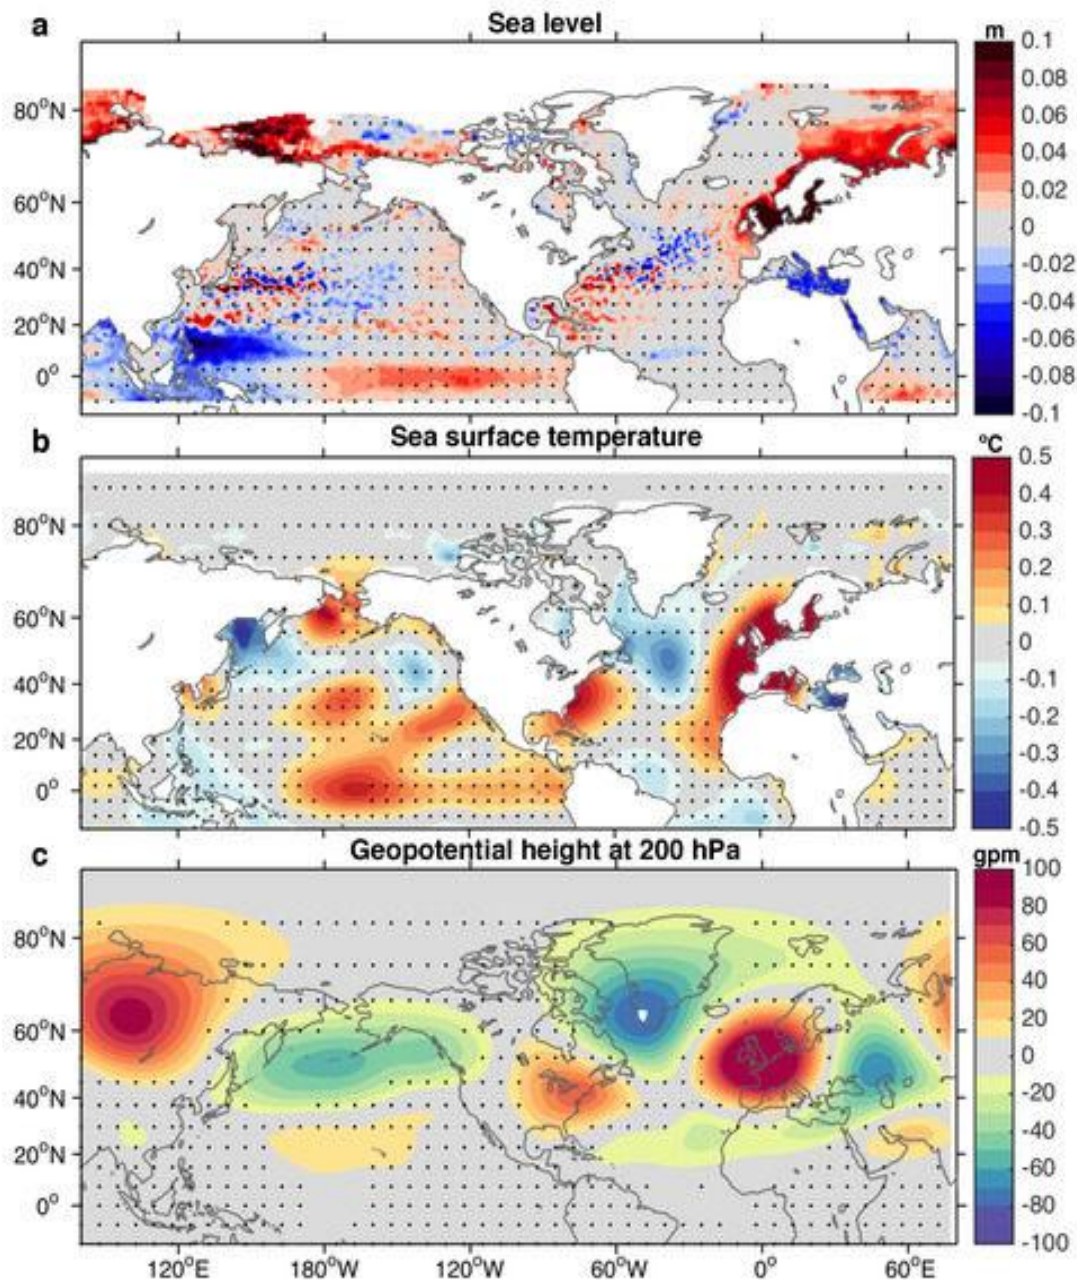 a
Sea level
m
80°N
60°N
40°N
20°N
0°
0.1
0.08
0.06
0.04
0.02
0
-0.02
-0.04
-0.06
-0.08
-0.1
b
Sea surface temperature
°C
80°N
60°N
40°N
20°N
0°
0.5
0.4
0.3
0.2
0.1
0
-0.1
-0.2
-0.3
-0.4
-0.5
c
Geopotential height at 200 hPa
gpm
80°N
60°N
40°N
20°N
0°
100
80
60
40
20
0
-20
-40
-60
-80
-100
120°E
180°W
120°W
60°W
0°
60°E